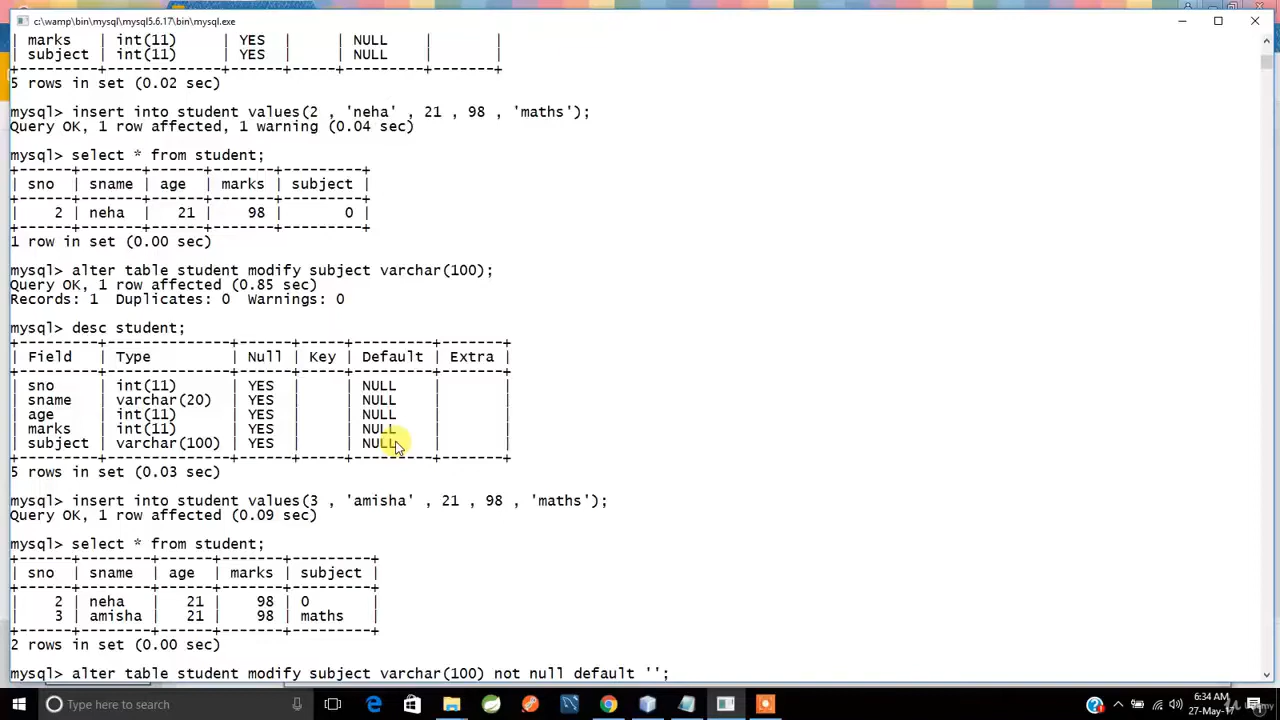 c:\wamp\bin\mysql\mysql5.6.17\bin\mysql.exe
| marks | int(11) | YES | | NULL | |
| subject | int(11) | YES | | NULL | |
+---------+-------------+------+-----+---------+-------+
5 rows in set (0.02 sec)
mysql> insert into student values(2 , 'neha' , 21 , 98 , 'maths');
Query OK, 1 row affected, 1 warning (0.04 sec)
mysql> select * from student;
+------+-------+------+-------+---------+
| sno | sname | age | marks | subject |
+------+-------+------+-------+---------+
| 2 | neha | 21 | 98 | 0 |
+------+-------+------+-------+---------+
1 row in set (0.00 sec)
mysql> alter table student modify subject varchar(100);
Query OK, 1 row affected (0.85 sec)
Records: 1 Duplicates: 0 Warnings: 0
mysql> desc student;
+---------+--------------+------+-----+---------+-------+
| Field | Type | Null | Key | Default | Extra |
+---------+--------------+------+-----+---------+-------+
| sno | int(11) | YES | | NULL | |
| sname | varchar(20) | YES | | NULL | |
| age | int(11) | YES | | NULL | |
| marks | int(11) | YES | | NULL | |
| subject | varchar(100) | YES | | NULL | |
+---------+--------------+------+-----+---------+-------+
5 rows in set (0.03 sec)
mysql> insert into student values(3 , 'amisha' , 21 , 98 , 'maths');
Query OK, 1 row affected (0.09 sec)
mysql> select * from student;
+------+--------+------+-------+---------+
| sno | sname | age | marks | subject |
+------+--------+------+-------+---------+
| 2 | neha | 21 | 98 | 0 |
| 3 | amisha | 21 | 98 | maths |
+------+--------+------+-------+---------+
2 rows in set (0.00 sec)
mysql> alter table student modify subject varchar(100) not null default '';
Type here to search
6:34 AM
27-May-17